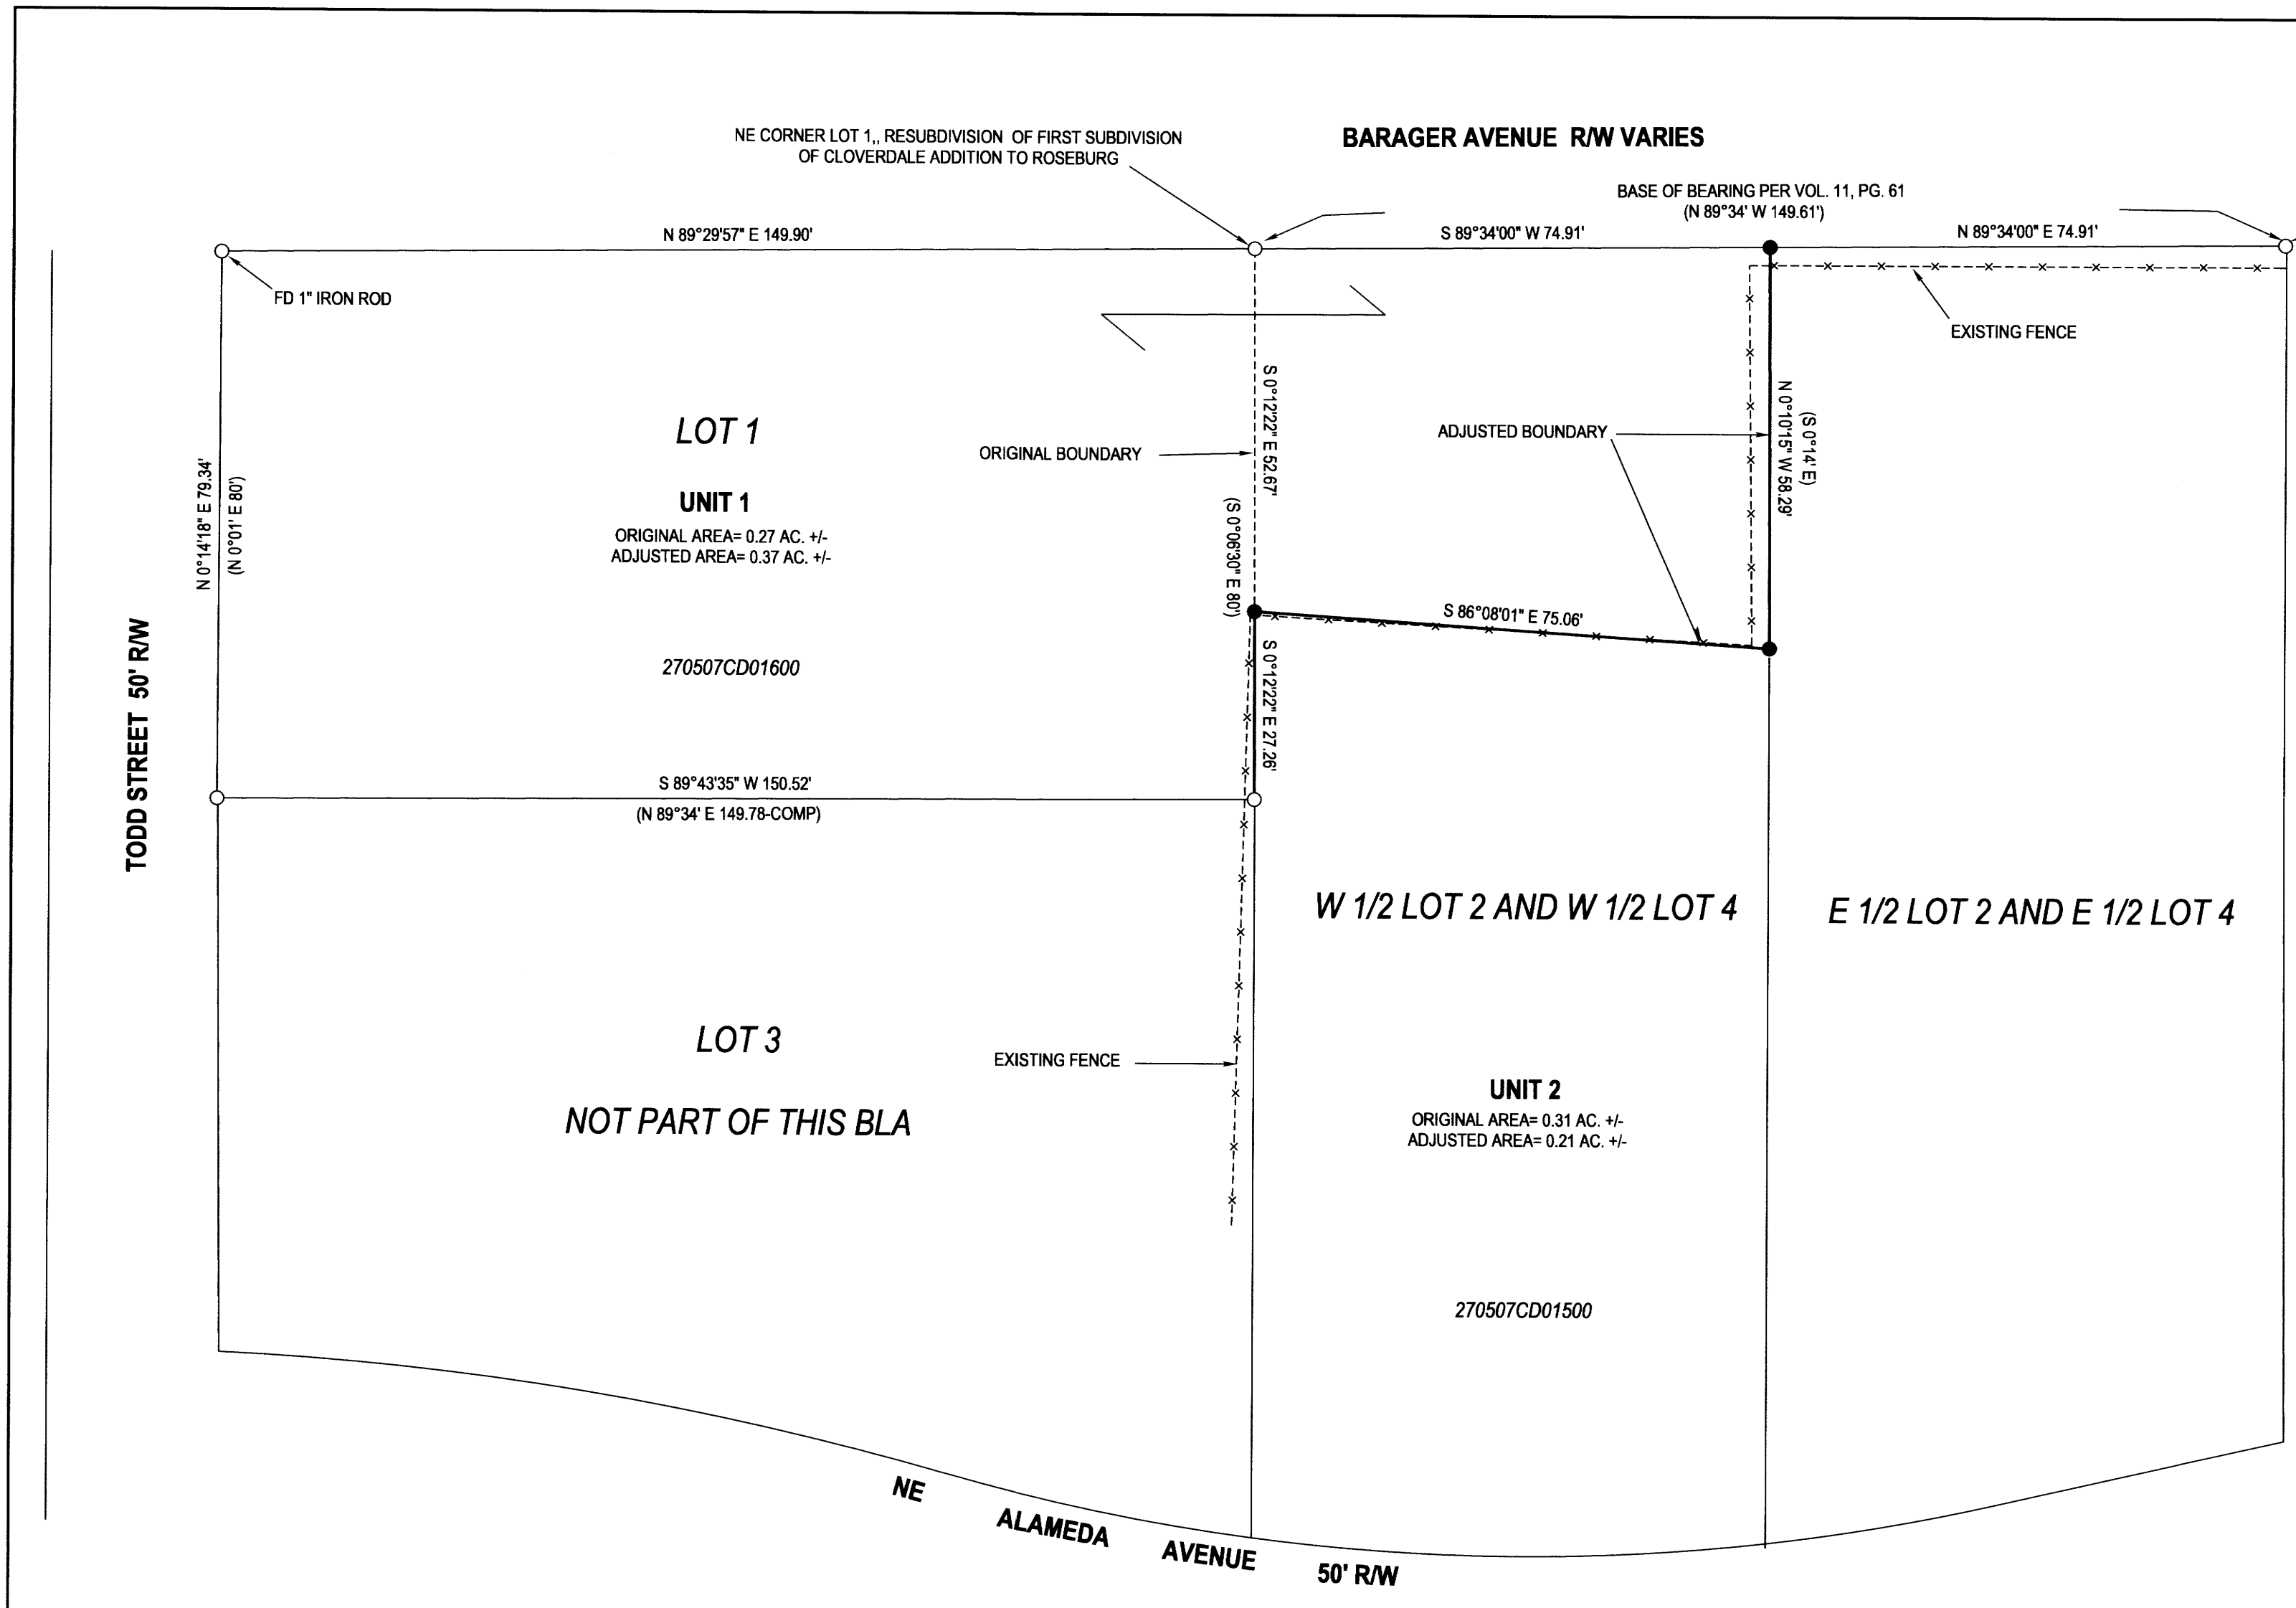 NE CORNER LOT 1,, RESUBDIVISION OF FIRST SUBDIVISION
OF CLOVERDALE ADDITION TO ROSEBURG
BARAGER AVENUE R/W VARIES
BASE OF BEARING PER VOL. 11, PG. 61
(N 89°34' W 149.61')
N 89°29'57" E 149.90'
S 89°34'00" W 74.91'
N 89°34'00" E 74.91'
FD 1" IRON ROD
EXISTING FENCE
S 0°12'22" E 52.67'
N 0°10'15" W 58.29'
(S 0°14' E)
LOT 1
ORIGINAL BOUNDARY
ADJUSTED BOUNDARY
N 0°14'18" E 79.34'
(N 0°01' E 80')
UNIT 1
ORIGINAL AREA= 0.27 AC. +/-
ADJUSTED AREA= 0.37 AC. +/-
(S 0°06'30" E 80')
S 86°08'01" E 75.06'
270507CD01600
S 0°12'22" E 27.26'
TODD STREET 50' R/W
S 89°43'35" W 150.52'
(N 89°34' E 149.78-COMP)
W 1/2 LOT 2 AND W 1/2 LOT 4
E 1/2 LOT 2 AND E 1/2 LOT 4
LOT 3
EXISTING FENCE
NOT PART OF THIS BLA
UNIT 2
ORIGINAL AREA= 0.31 AC. +/-
ADJUSTED AREA= 0.21 AC. +/-
270507CD01500
NE ALAMEDA AVENUE 50' R/W